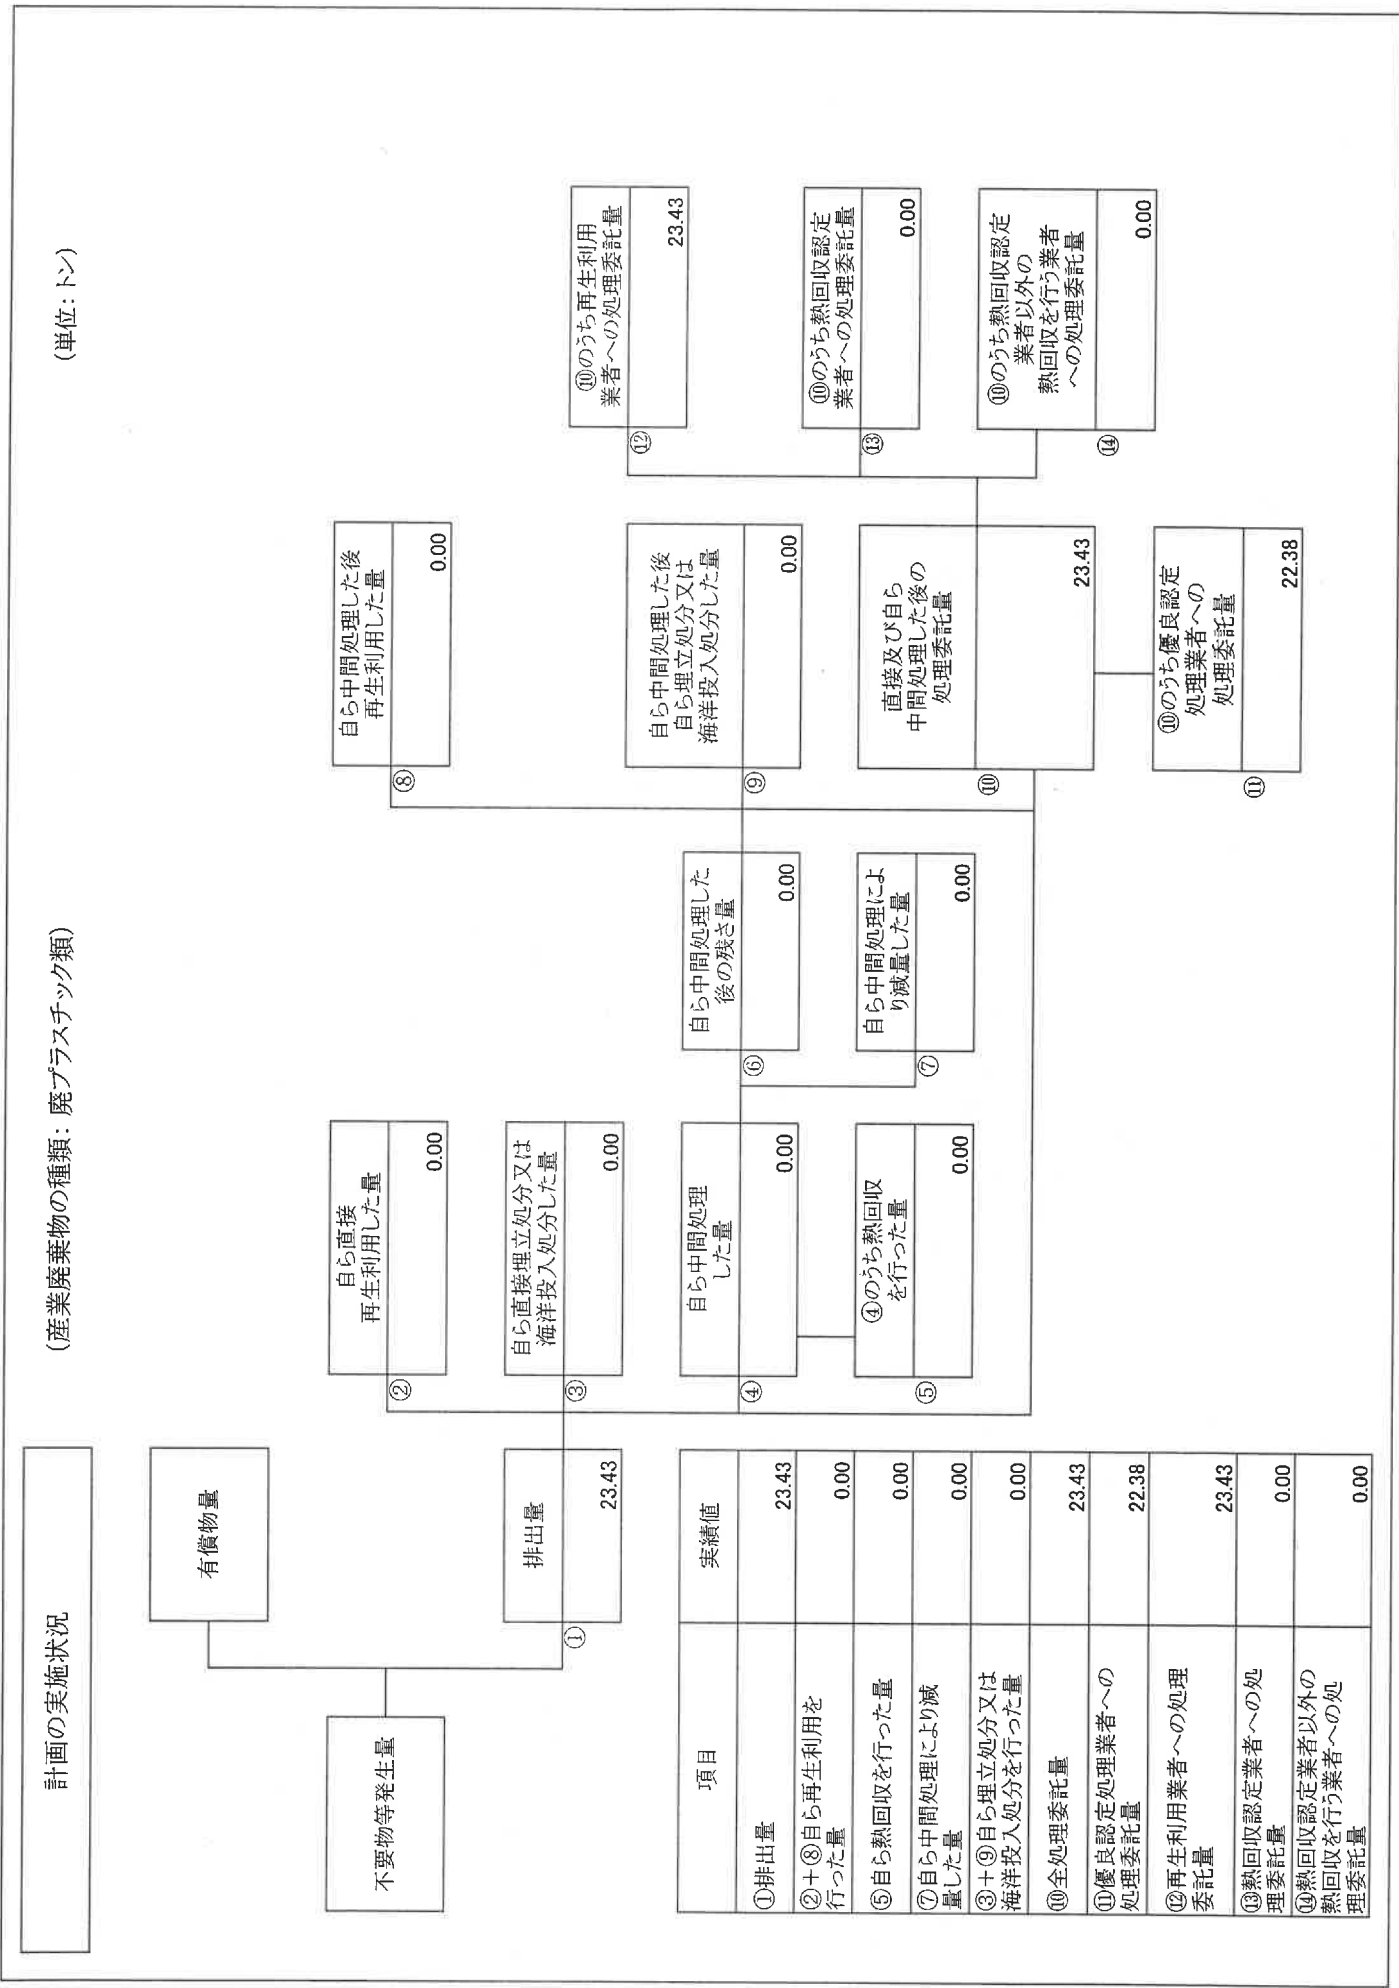 計画の実施状況
(産業廃棄物の種類: 廃プラスチック類)
(単位: トン)
有償物量
不要物等発生量
①
排出量
23.43
②
自ら直接
再生利用した量
0.00
③
自ら直接埋立処分又は
海洋投入処分した量
0.00
④
自ら中間処理
した量
0.00
⑤
④のうち熱回収
を行った量
0.00
⑥
自ら中間処理した
後の残さ量
0.00
⑦
自ら中間処理によ
り減量した量
0.00
⑧
自ら中間処理した後
再生利用した量
0.00
⑨
自ら中間処理した後
自ら埋立処分又は
海洋投入処分した量
0.00
⑩
直接及び自ら
中間処理した後の
処理委託量
23.43
⑪
⑩のうち優良認定
処理業者への
処理委託量
22.38
⑫
⑩のうち再生利用
業者への処理委託量
23.43
⑬
⑩のうち熱回収認定
業者への処理委託量
0.00
⑭
⑩のうち熱回収認定
業者以外の
熱回収を行う業者
への処理委託量
0.00
項目 実績値
①排出量 23.43
②+⑧自ら再生利用を
行った量 0.00
⑤自ら熱回収を行った量 0.00
⑦自ら中間処理により減
量した量 0.00
③+⑨自ら埋立処分又は
海洋投入処分を行った量 0.00
⑩全処理委託量 23.43
⑪優良認定処理業者への
処理委託量 22.38
⑫再生利用業者への処理
委託量 23.43
⑬熱回収認定業者への処
理委託量 0.00
⑭熱回収認定業者以外の
熱回収を行う業者への処
理委託量 0.00